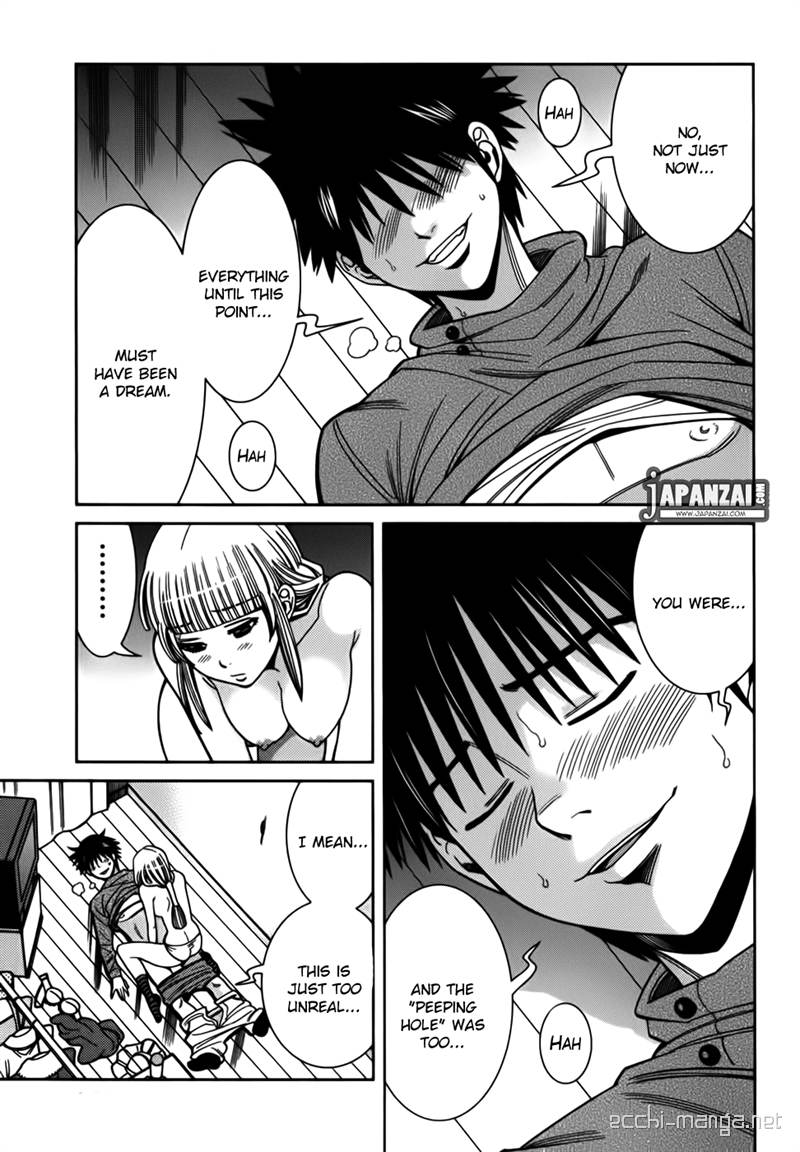 HAH
NO,
NOT JUST
NOW...
EVERYTHING
UNTIL THIS
POINT...
MUST
HAVE BEEN
A DREAM.
HAH
JAPANZAI.COM
WWW.JAPANZAI.COM
YOU WERE...
AND THE
"PEEPING
HOLE" WAS
TOO...
HAH
.........
I MEAN...
THIS IS
JUST TOO
UNREAL...
ecchi-manga.net